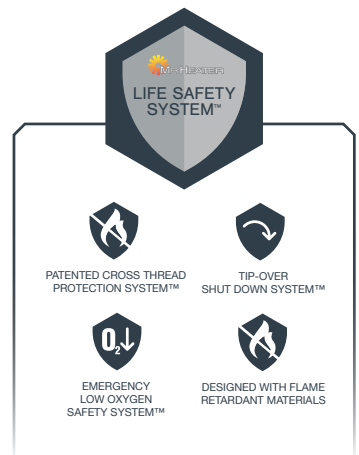 MR.HEATER
LIFE SAFETY
SYSTEM™
PATENTED CROSS THREAD
PROTECTION SYSTEM™
TIP-OVER
SHUT DOWN SYSTEM™
O2
EMERGENCY
LOW OXYGEN
SAFETY SYSTEM™
DESIGNED WITH FLAME
RETARDANT MATERIALS